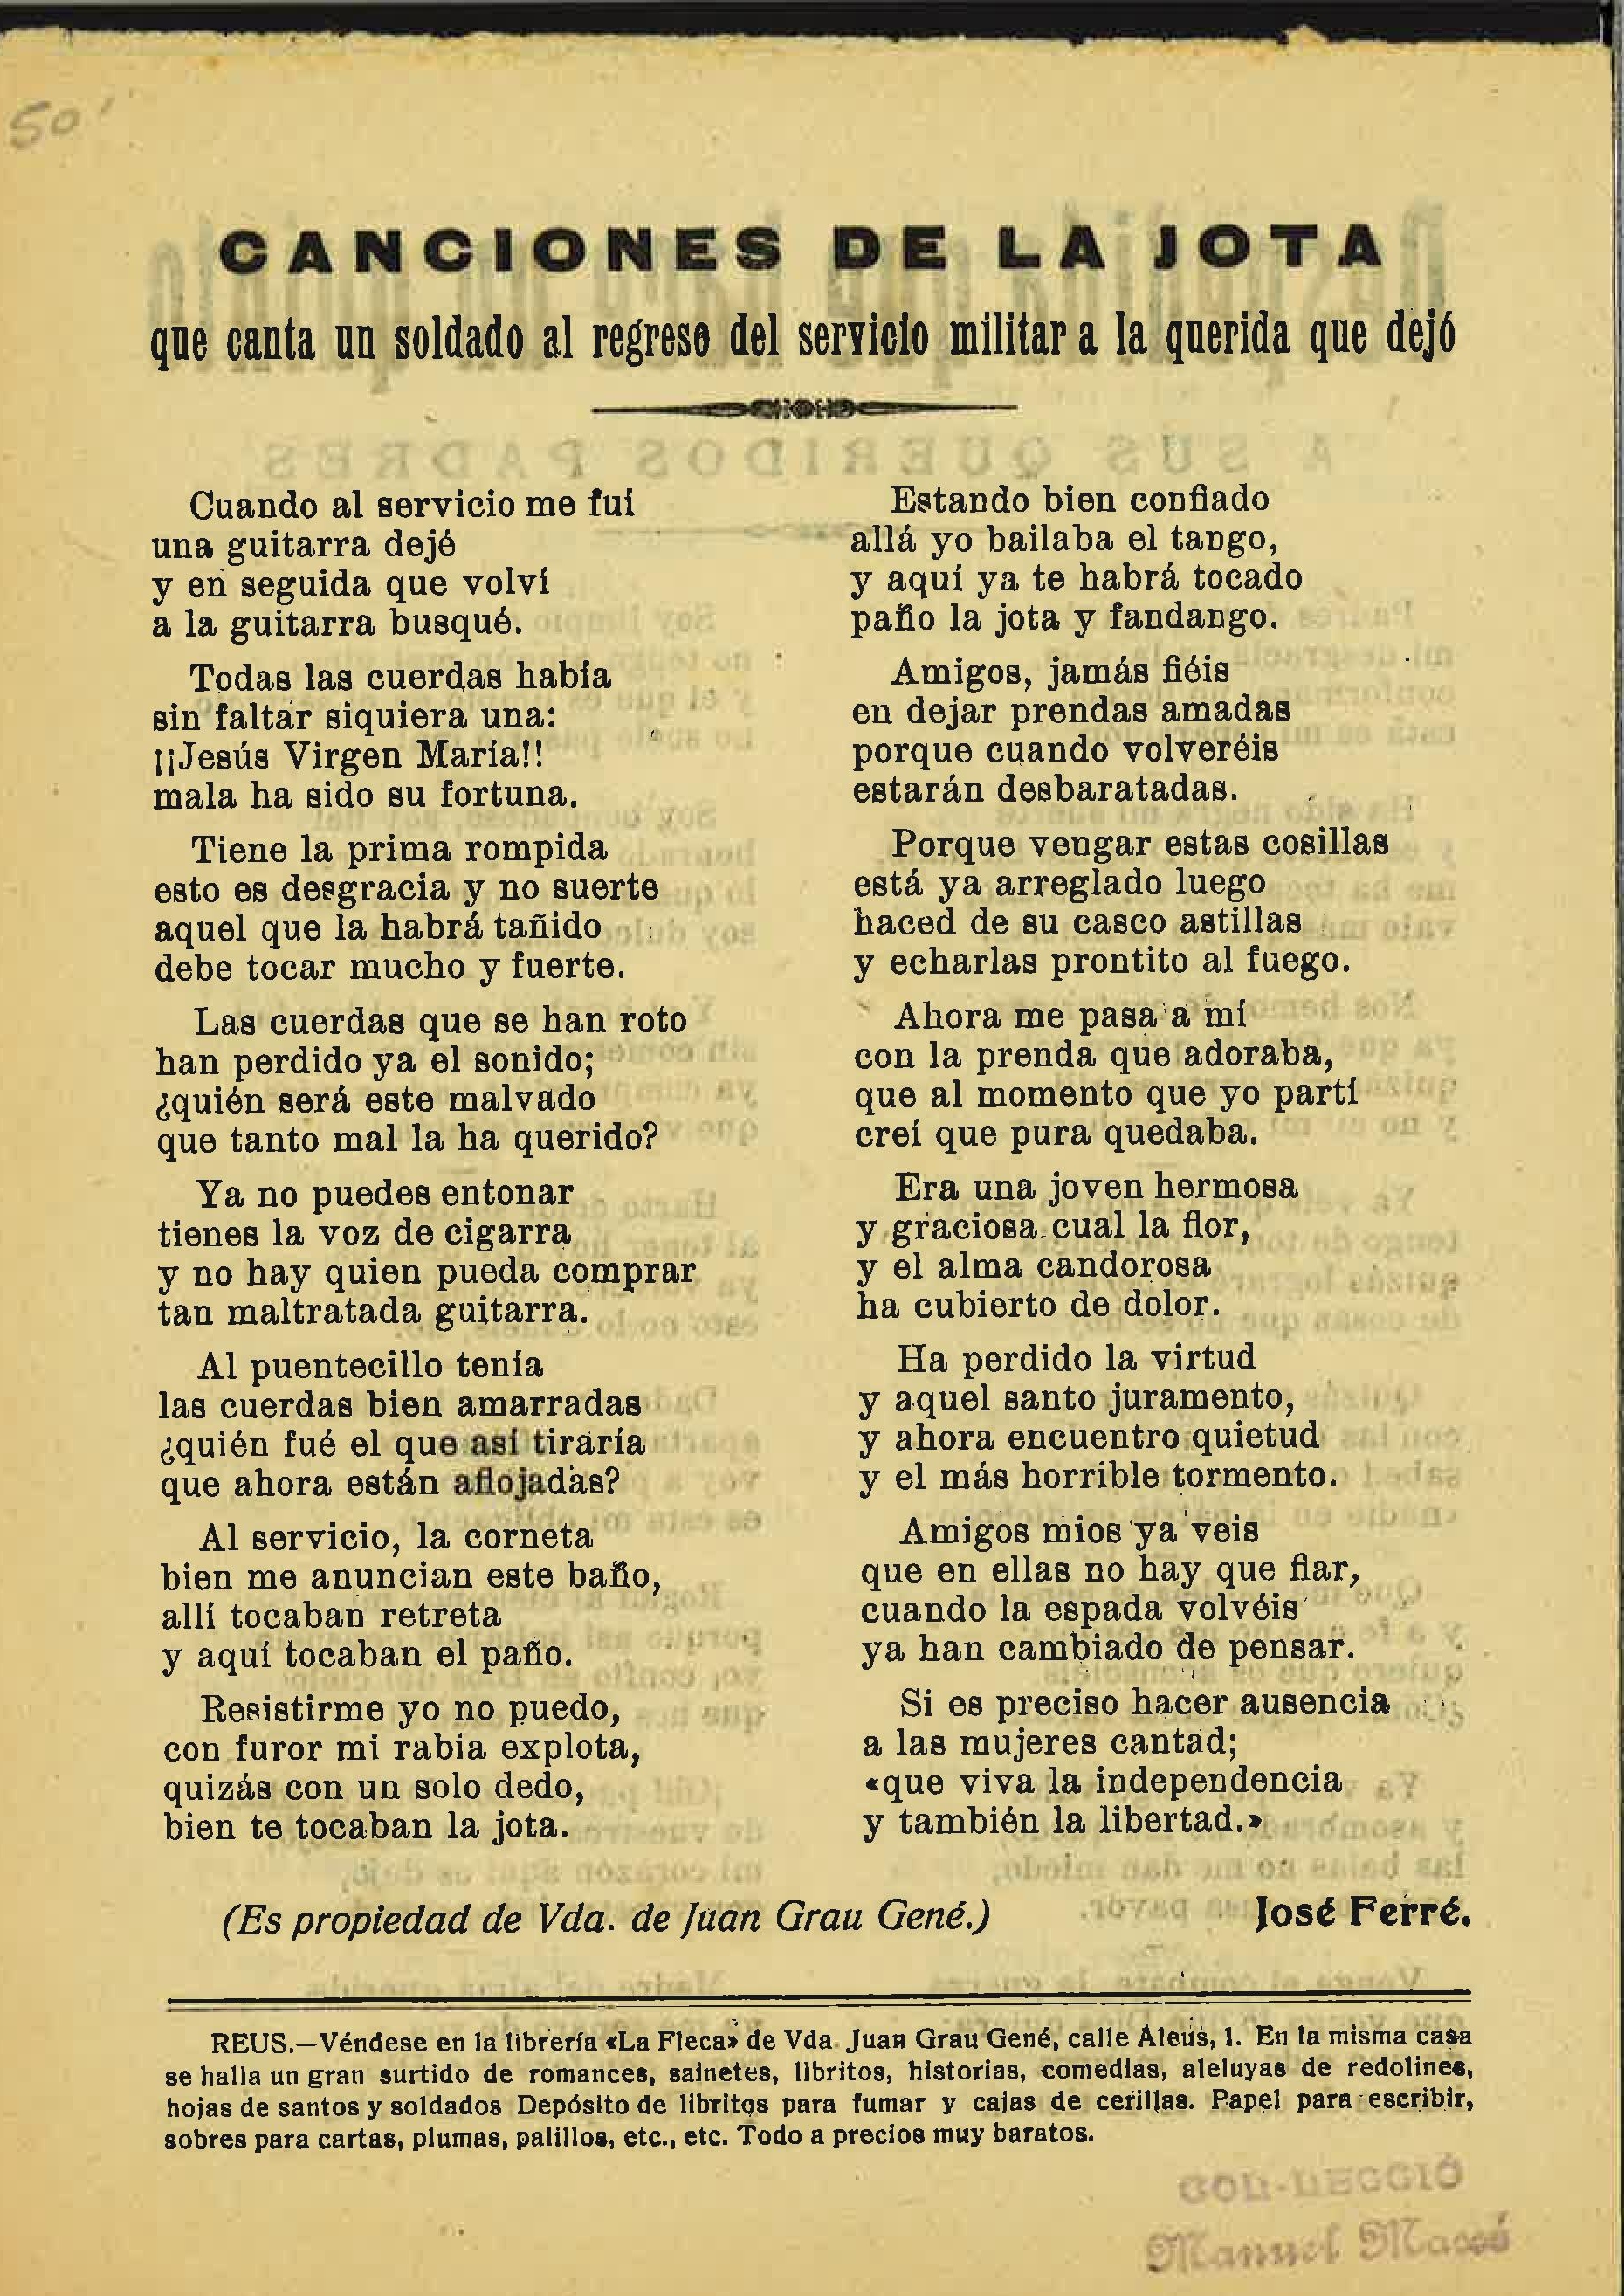 50'
CANCIONES DE LA JOTA
que canta un soldado al regreso del servicio militar a la querida que dejó
Cuando al servicio me fuí
una guitarra dejé
y en seguida que volví
a la guitarra busqué.
Todas las cuerdas había
sin faltar siquiera una:
¡¡Jesús Virgen María!!
mala ha sido su fortuna.
Tiene la prima rompida
esto es desgracia y no suerte
aquel que la habrá tañido
debe tocar mucho y fuerte.
Las cuerdas que se han roto
han perdido ya el sonido;
¿quién será este malvado
que tanto mal la ha querido?
Ya no puedes entonar
tienes la voz de cigarra
y no hay quien pueda comprar
tan maltratada guitarra.
Al puentecillo tenía
las cuerdas bien amarradas
¿quién fué el que así tiraría
que ahora están aflojadas?
Al servicio, la corneta
bien me anuncian este baño,
allí tocaban retreta
y aquí tocaban el paño.
Resistirme yo no puedo,
con furor mi rabia explota,
quizás con un solo dedo,
bien te tocaban la jota.
Estando bien confiado
allá yo bailaba el tango,
y aquí ya te habrá tocado
paño la jota y fandango.
Amigos, jamás fiéis
en dejar prendas amadas
porque cuando volveréis
estarán desbaratadas.
Porque vengar estas cosillas
está ya arreglado luego
haced de su casco astillas
y echarlas prontito al fuego.
Ahora me pasa a mí
con la prenda que adoraba,
que al momento que yo partí
creí que pura quedaba.
Era una joven hermosa
y graciosa cual la flor,
y el alma candorosa
ha cubierto de dolor.
Ha perdido la virtud
y aquel santo juramento,
y ahora encuentro quietud
y el más horrible tormento.
Amigos mios ya veis
que en ellas no hay que fiar,
cuando la espada volvéis
ya han cambiado de pensar.
Si es preciso hacer ausencia
a las mujeres cantad;
«que viva la independencia
y también la libertad.»
(Es propiedad de Vda. de Juan Grau Gené.) José Ferré.
REUS.—Véndese en la librería «La Fleca» de Vda. Juan Grau Gené, calle Aleus, 1. En la misma casa
se halla un gran surtido de romances, sainetes, libritos, historias, comedias, aleluyas de redolines,
hojas de santos y soldados Depósito de libritos para fumar y cajas de cerillas. Papel para escribir,
sobres para cartas, plumas, palillos, etc., etc. Todo a precios muy baratos.
COL·LECCIÓ
Manuel